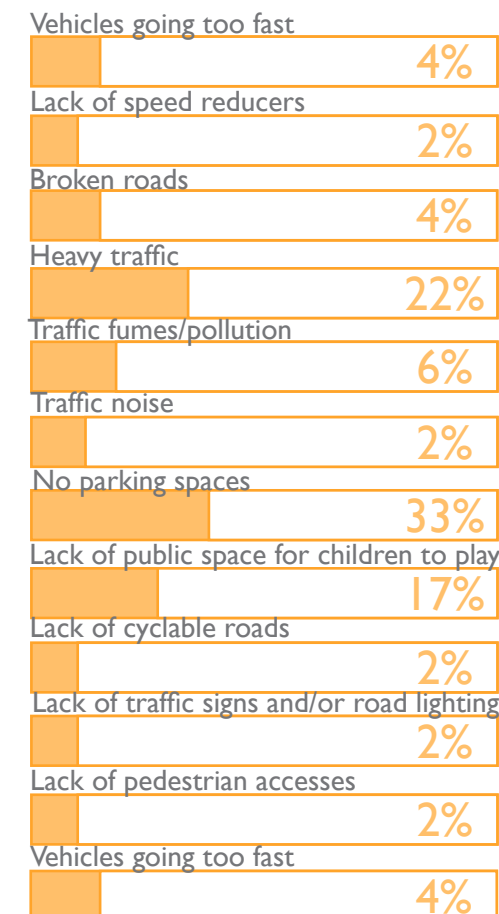 Vehicles going too fast
4%
Lack of speed reducers
2%
Broken roads
4%
Heavy traffic
22%
Traffic fumes/pollution
6%
Traffic noise
2%
No parking spaces
33%
Lack of public space for children to play
17%
Lack of cyclable roads
2%
Lack of traffic signs and/or road lighting
2%
Lack of pedestrian accesses
2%
Vehicles going too fast
4%